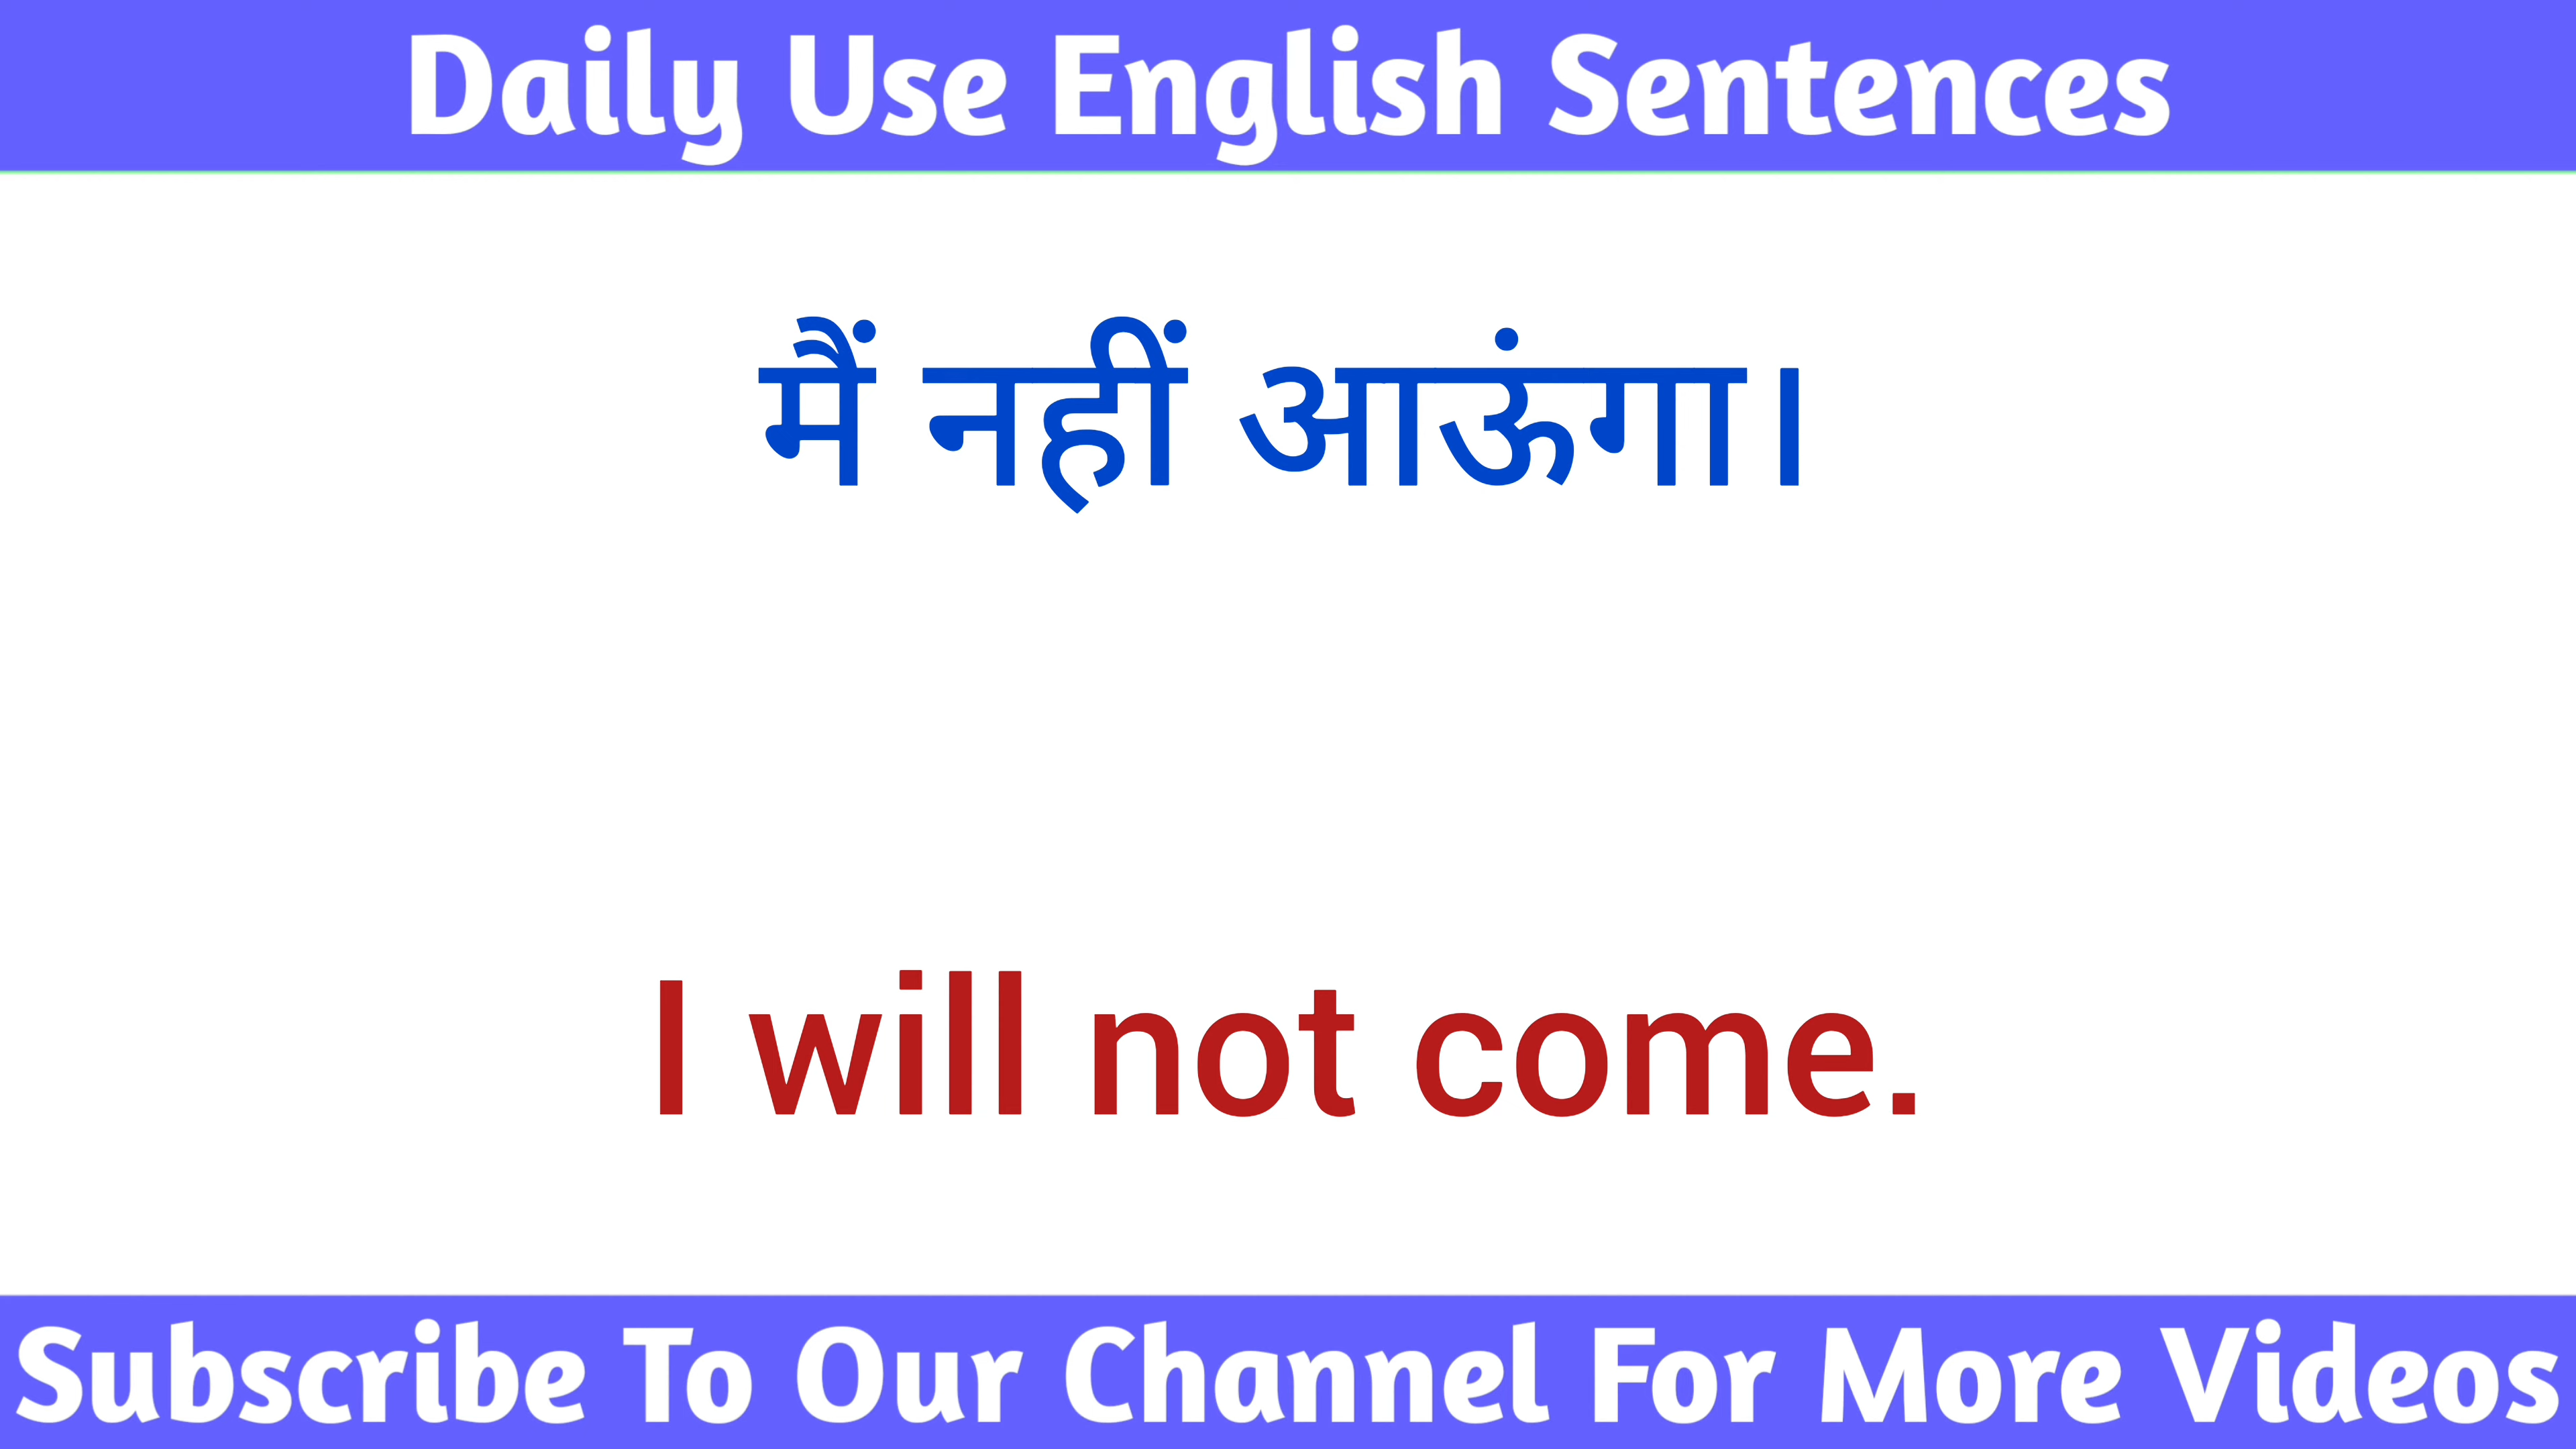 Daily Use English Sentences
मैं नहीं आऊंगा।
I will not come.
Subscribe To Our Channel For More Videos